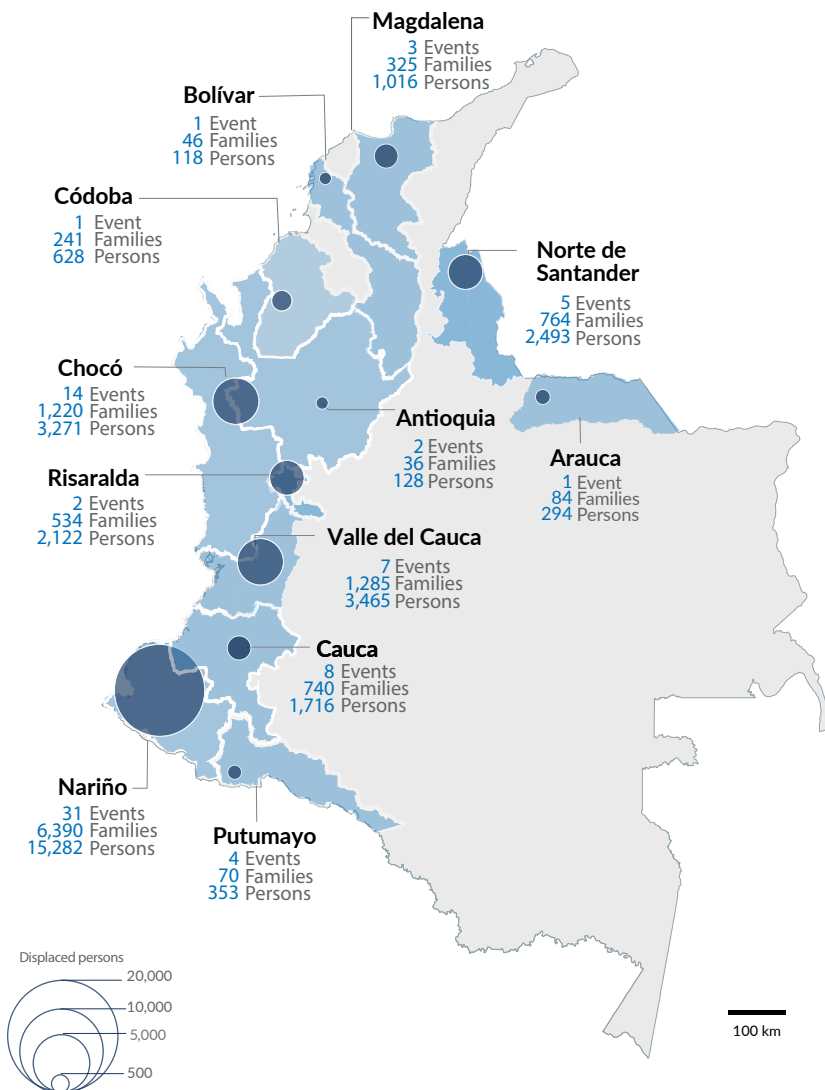 Magdalena
3 Events
325 Families
1,016 Persons
Bolívar
1 Event
46 Families
118 Persons
Córdoba
1 Event
241 Families
628 Persons
Norte de
Santander
5 Events
764 Families
2,493 Persons
Chocó
14 Events
1,220 Families
3,271 Persons
Antioquia
2 Events
36 Families
128 Persons
Arauca
1 Event
84 Families
294 Persons
Risaralda
2 Events
534 Families
2,122 Persons
Valle del Cauca
7 Events
1,285 Families
3,465 Persons
Cauca
8 Events
740 Families
1,716 Persons
Nariño
31 Events
6,390 Families
15,282 Persons
Putumayo
4 Events
70 Families
353 Persons
Displaced persons
20,000
10,000
5,000
500
100 km